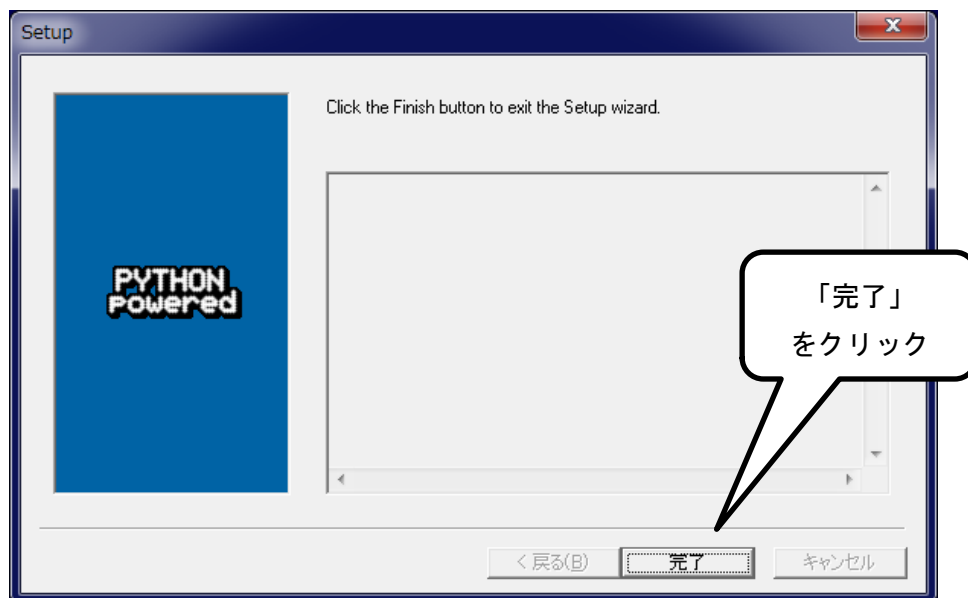 Setup
Click the Finish button to exit the Setup wizard.
PYTHON
Powered
「完了」
をクリック
< 戻る(B)
完了
キャンセル